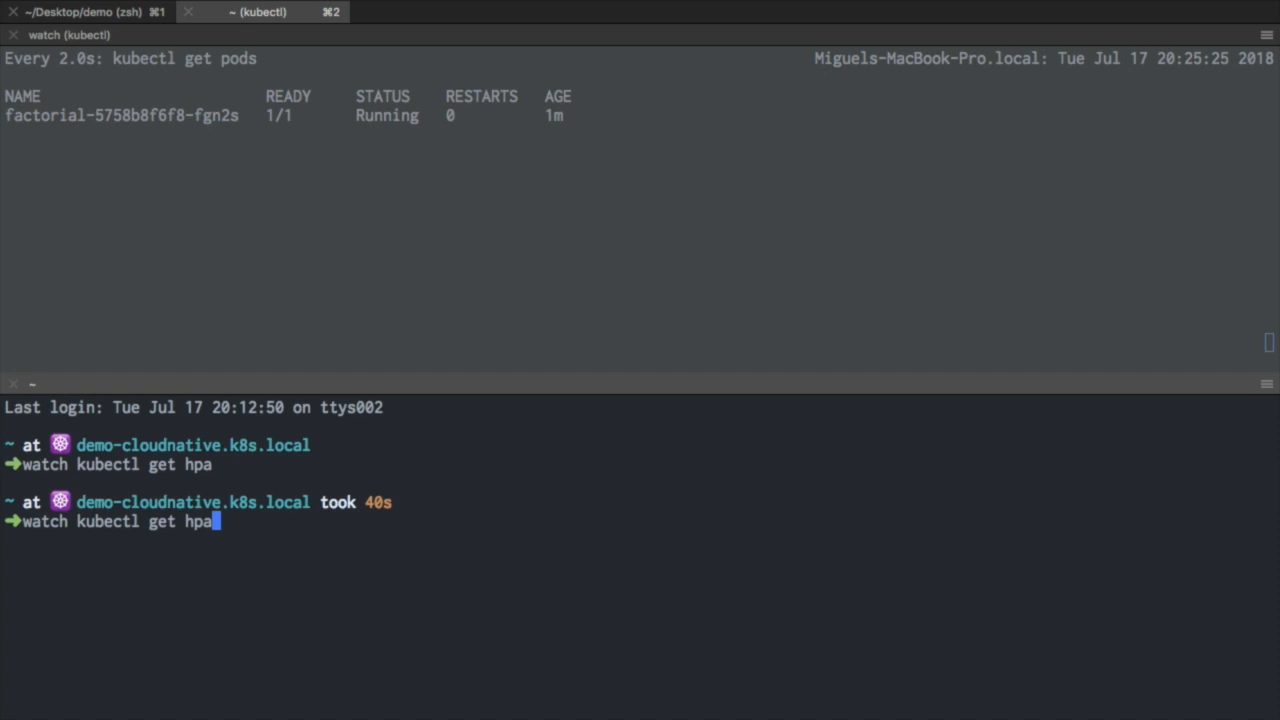 ~/Desktop/demo (zsh) ⌘1 ~ (kubectl) ⌘2
watch (kubectl)
Every 2.0s: kubectl get pods Miguels-MacBook-Pro.local: Tue Jul 17 20:25:25 2018
NAME READY STATUS RESTARTS AGE
factorial-5758b8f6f8-fgn2s 1/1 Running 0 1m
~
Last login: Tue Jul 17 20:12:50 on ttys002
~ at demo-cloudnative.k8s.local
➜watch kubectl get hpa
~ at demo-cloudnative.k8s.local took 40s
➜watch kubectl get hpa